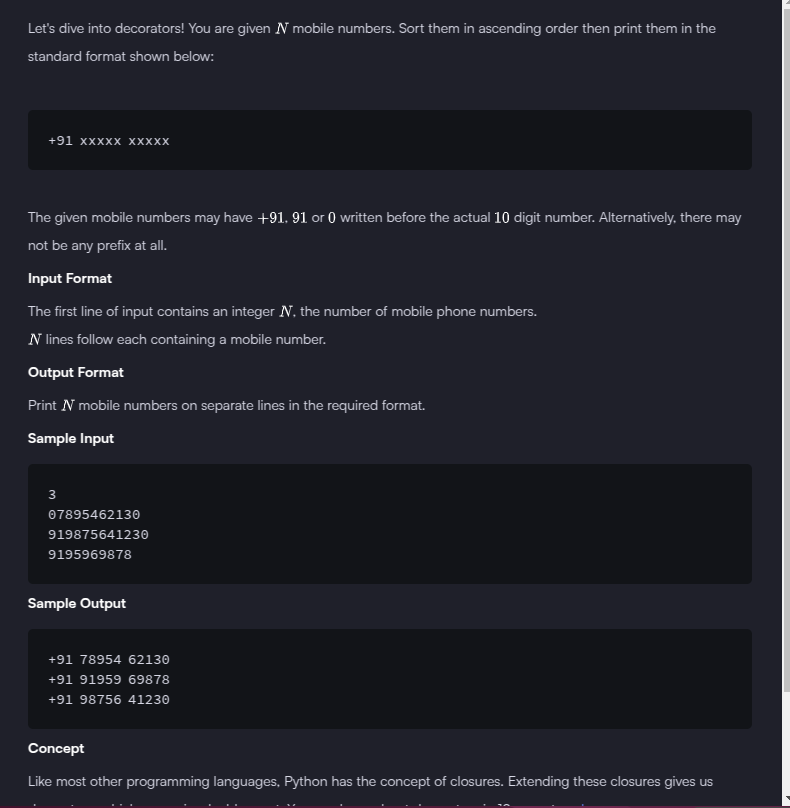 Let's dive into decorators! You are given N mobile numbers. Sort them in ascending order then print them in the
standard format shown below:
+91 xxxxx xxxxx
The given mobile numbers may have +91, 91 or 0 written before the actual 10 digit number. Alternatively, there may
not be any prefix at all.
Input Format
The first line of input contains an integer N, the number of mobile phone numbers.
N lines follow each containing a mobile number.
Output Format
Print N mobile numbers on separate lines in the required format.
Sample Input
3
07895462130
919875641230
9195969878
Sample Output
+91 78954 62130
+91 91959 69878
+91 98756 41230
Concept
Like most other programming languages, Python has the concept of closures. Extending these closures gives us